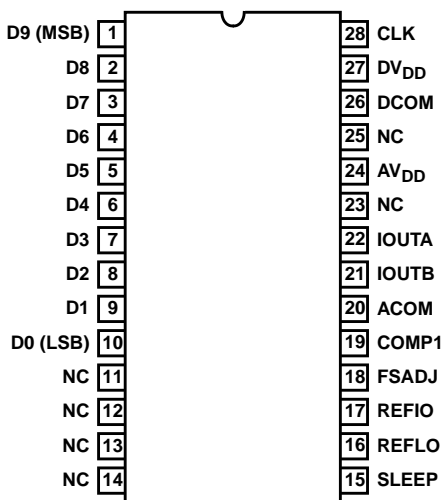 D9 (MSB) 1 28 CLK
D8 2 27 DVDD
D7 3 26 DCOM
D6 4 25 NC
D5 5 24 AVDD
D4 6 23 NC
D3 7 22 IOUTA
D2 8 21 IOUTB
D1 9 20 ACOM
D0 (LSB) 10 19 COMP1
NC 11 18 FSADJ
NC 12 17 REFIO
NC 13 16 REFLO
NC 14 15 SLEEP